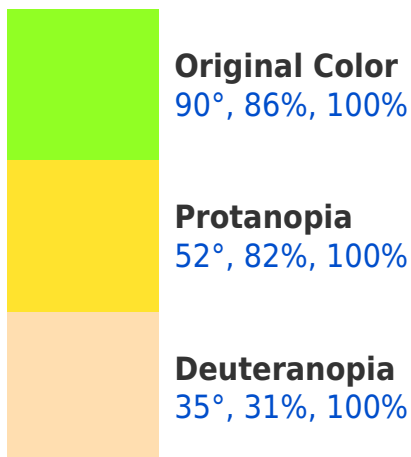 Original Color
90°, 86%, 100%
Protanopia
52°, 82%, 100%
Deuteranopia
35°, 31%, 100%